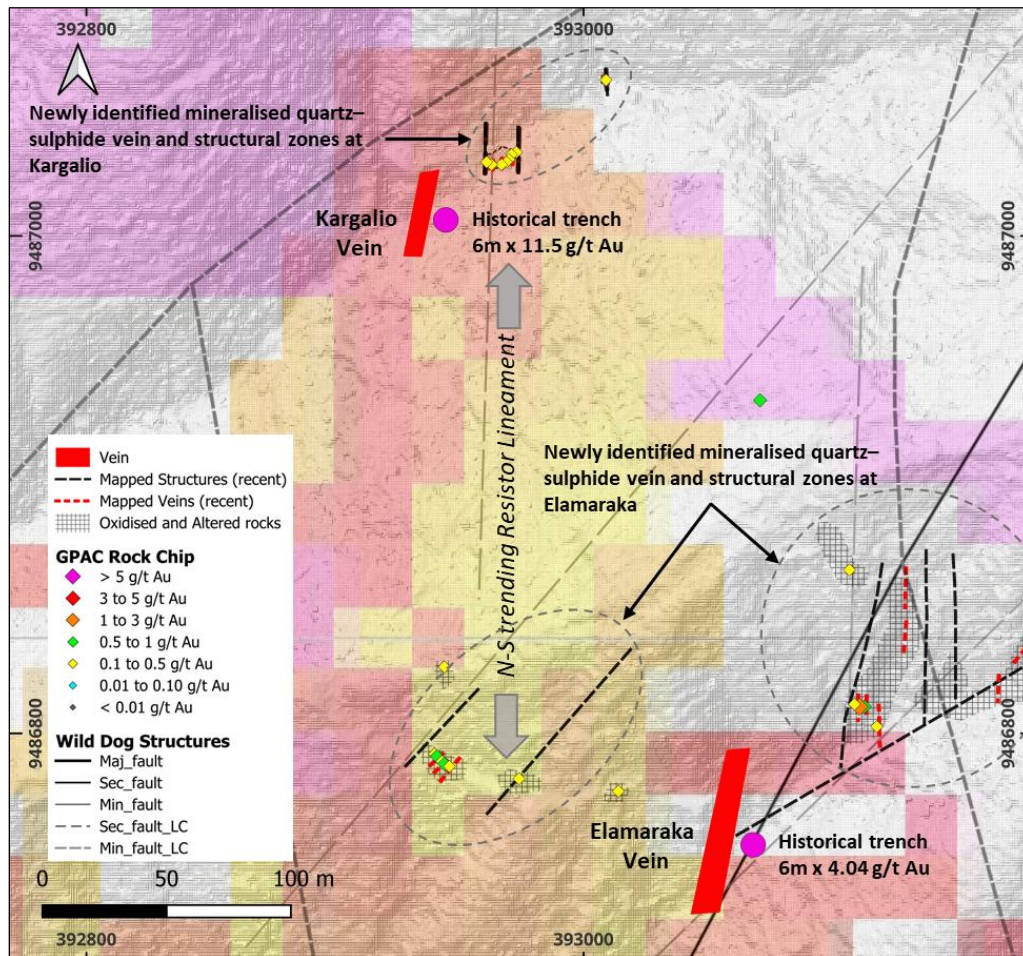 392800
393000
Newly identified mineralised quartz–
sulphide vein and structural zones at
Kargalio
9487000
9487000
Kargalio
Vein
Historical trench
6m x 11.5 g/t Au
N-S trending Resistor Lineament
Newly identified mineralised quartz–
sulphide vein and structural zones at
Elamaraka
Vein
Mapped Structures (recent)
Mapped Veins (recent)
Oxidised and Altered rocks
GPAC Rock Chip
> 5 g/t Au
3 to 5 g/t Au
1 to 3 g/t Au
0.5 to 1 g/t Au
0.1 to 0.5 g/t Au
0.01 to 0.10 g/t Au
< 0.01 g/t Au
Wild Dog Structures
Maj_fault
Sec_fault
Min_fault
Sec_fault_LC
Min_fault_LC
9486800
9486800
Elamaraka
Vein
Historical trench
6m x 4.04 g/t Au
0 50 100 m
392800
393000